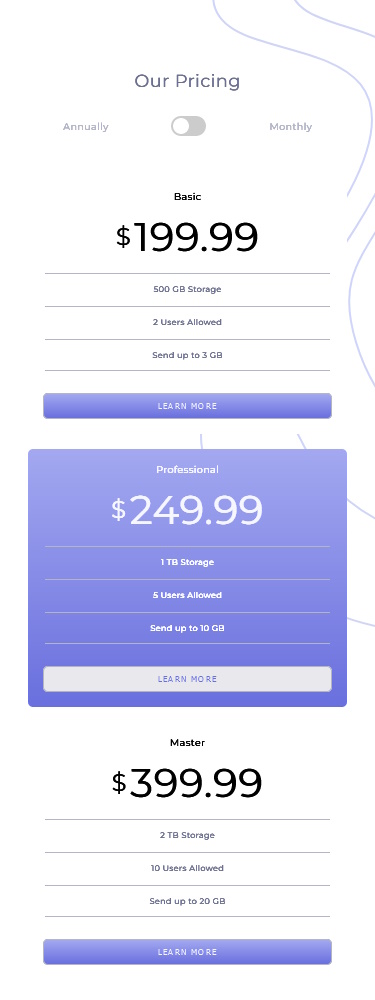 Our Pricing
Annually Monthly
Basic
$199.99
500 GB Storage
2 Users Allowed
Send up to 3 GB
LEARN MORE
Professional
$249.99
1 TB Storage
5 Users Allowed
Send up to 10 GB
LEARN MORE
Master
$399.99
2 TB Storage
10 Users Allowed
Send up to 20 GB
LEARN MORE